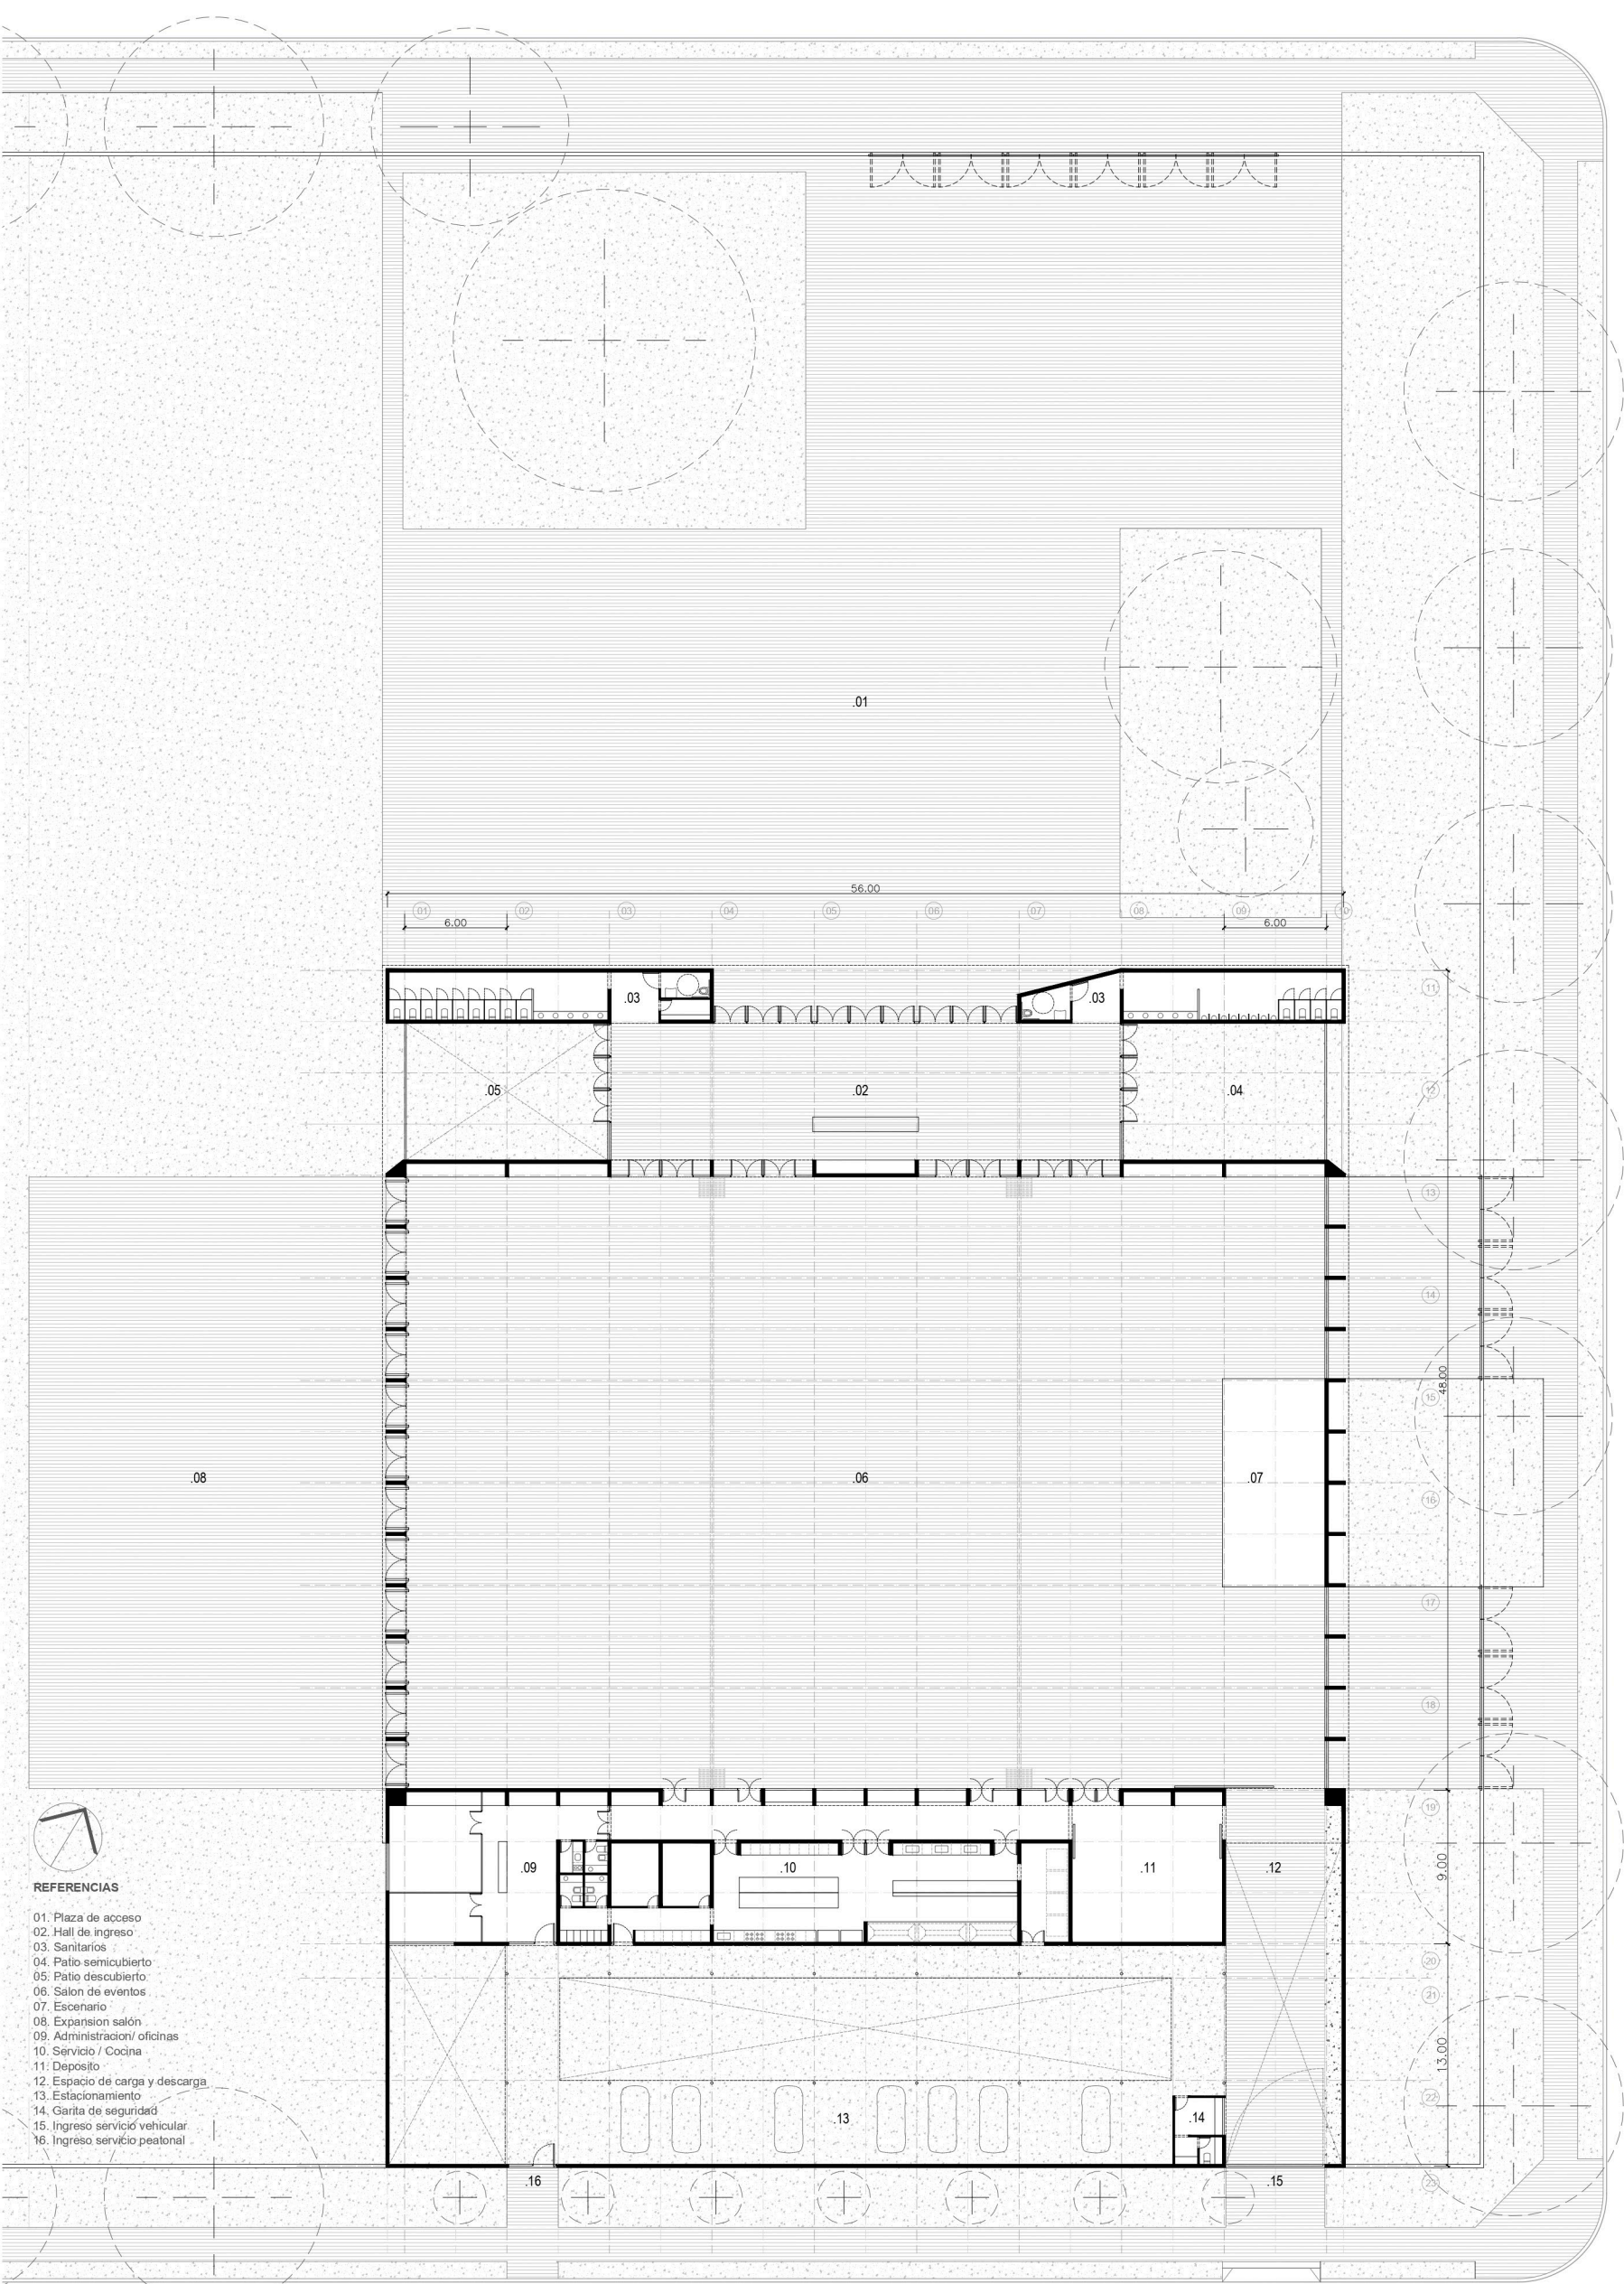 .01
56.00
01 02 03 04 05 06 07 08 09 10
6.00 6.00
.03 .03
11
.05 .02 .04
12
13
14
48.00
15
.08 .06 .07
16
17
18
19
.09 .10 .11 .12
9.00
REFERENCIAS
01. Plaza de acceso
02. Hall de ingreso
03. Sanitarios
04. Patio semicubierto
05. Patio descubierto
06. Salon de eventos
07. Escenario
08. Expansion salón
09. Administracion/ oficinas
10. Servicio / Cocina
11. Deposito
12. Espacio de carga y descarga
13. Estacionamiento
14. Garita de seguridad
15. Ingreso servicio vehicular
16. Ingreso servicio peatonal
20
21
13.00
22
.13 .14
.16 .15
23